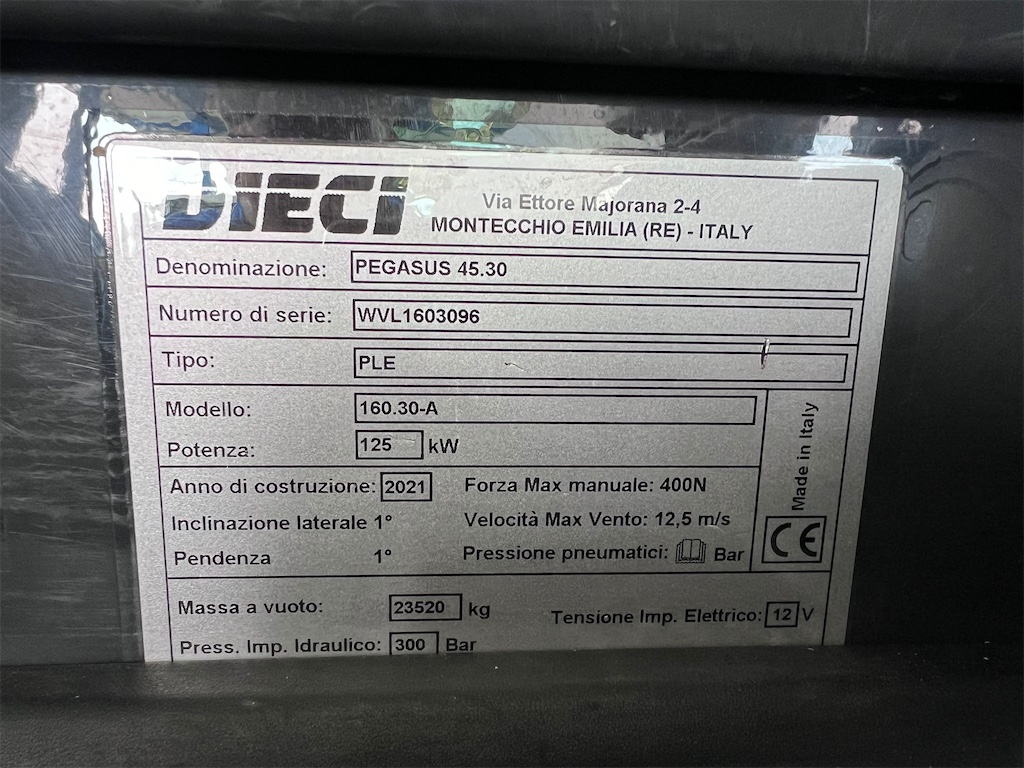 DIECI
Via Ettore Majorana 2-4
MONTECCHIO EMILIA (RE) - ITALY
Denominazione: PEGASUS 45.30
Numero di serie: WVL1603096
Tipo: PLE
Modello: 160.30-A
Potenza: 125 kW
Made in Italy
Anno di costruzione: 2021 Forza Max manuale: 400N
Inclinazione laterale 1° Velocità Max Vento: 12,5 m/s
Pendenza 1° Pressione pneumatici: Bar
CE
Massa a vuoto: 23520 kg Tensione Imp. Elettrico: 12 V
Press. Imp. Idraulico: 300 Bar